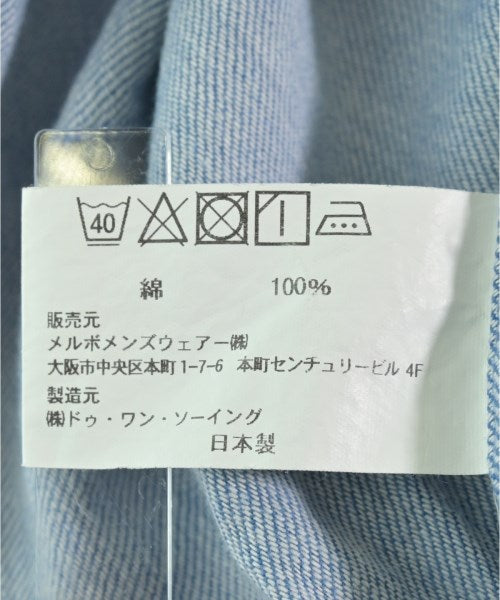 40
綿 100%
販売元
メルボメンズウェアー㈱
大阪市中央区本町1-7-6 本町センチュリービル 4F
製造元
㈱ドゥ・ワン・ソーイング
日本製